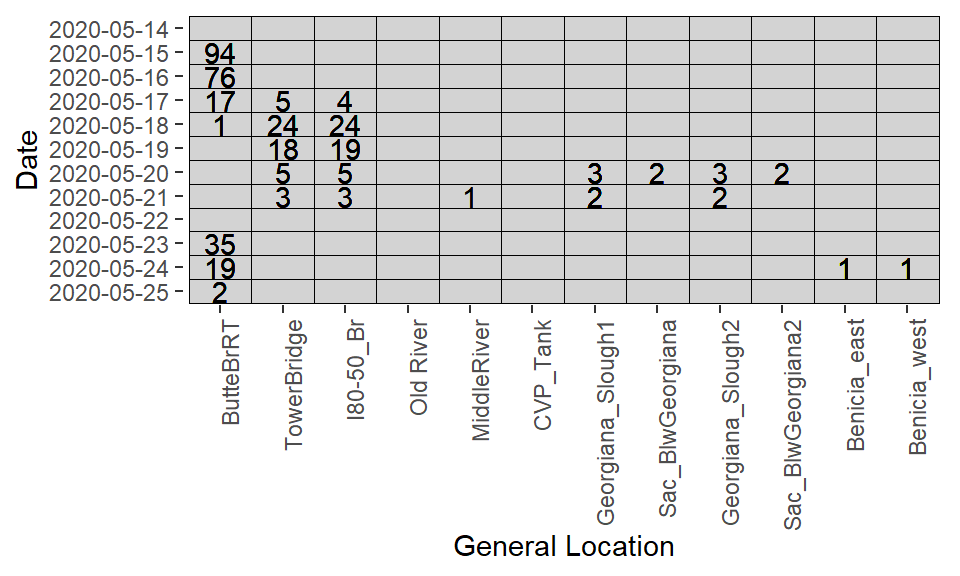 2020-05-14
2020-05-15 94
2020-05-16 76
2020-05-17 17 5 4
2020-05-18 1 24 24
2020-05-19 18 19
2020-05-20 5 5 3 2 3 2
2020-05-21 3 3 1 2 2
2020-05-22
2020-05-23 35
2020-05-24 19 1 1
2020-05-25 2
Date
ButteBrRT
TowerBridge
I80-50_Br
Old River
MiddleRiver
CVP_Tank
Georgiana_Slough1
Sac_BlwGeorgiana
Georgiana_Slough2
Sac_BlwGeorgiana2
Benicia_east
Benicia_west
General Location